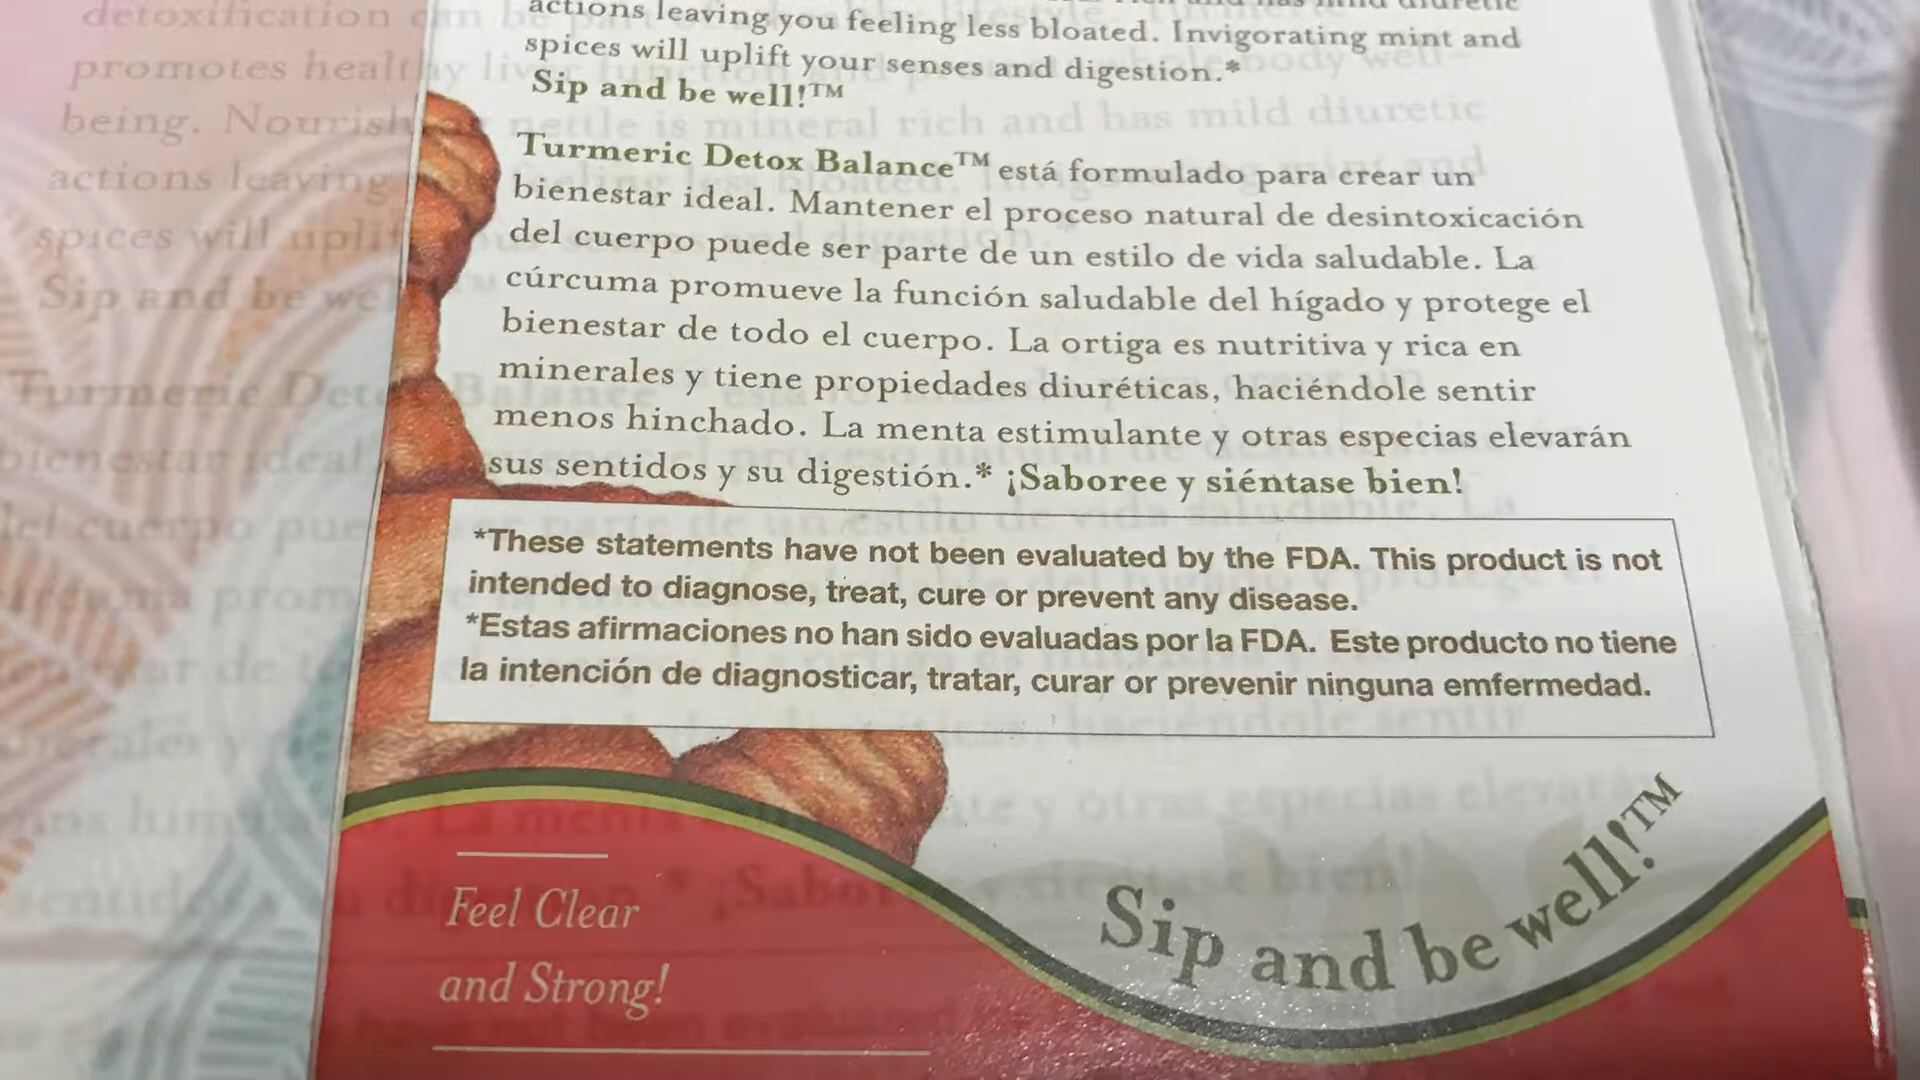 actions leaving you feeling less bloated. Invigorating mint and
spices will uplift your senses and digestion.*
Sip and be well!™
Turmeric Detox Balance™ está formulado para crear un
bienestar ideal. Mantener el proceso natural de desintoxicación
del cuerpo puede ser parte de un estilo de vida saludable. La
cúrcuma promueve la función saludable del hígado y protege el
bienestar de todo el cuerpo. La ortiga es nutritiva y rica en
minerales y tiene propiedades diuréticas, haciéndole sentir
menos hinchado. La menta estimulante y otras especias elevarán
sus sentidos y su digestión.* ¡Saboree y siéntase bien!
*These statements have not been evaluated by the FDA. This product is not
intended to diagnose, treat, cure or prevent any disease.
*Estas afirmaciones no han sido evaluadas por la FDA. Este producto no tiene
la intención de diagnosticar, tratar, curar or prevenir ninguna emfermedad.
Feel Clear
and Strong!
Sip and be well!™